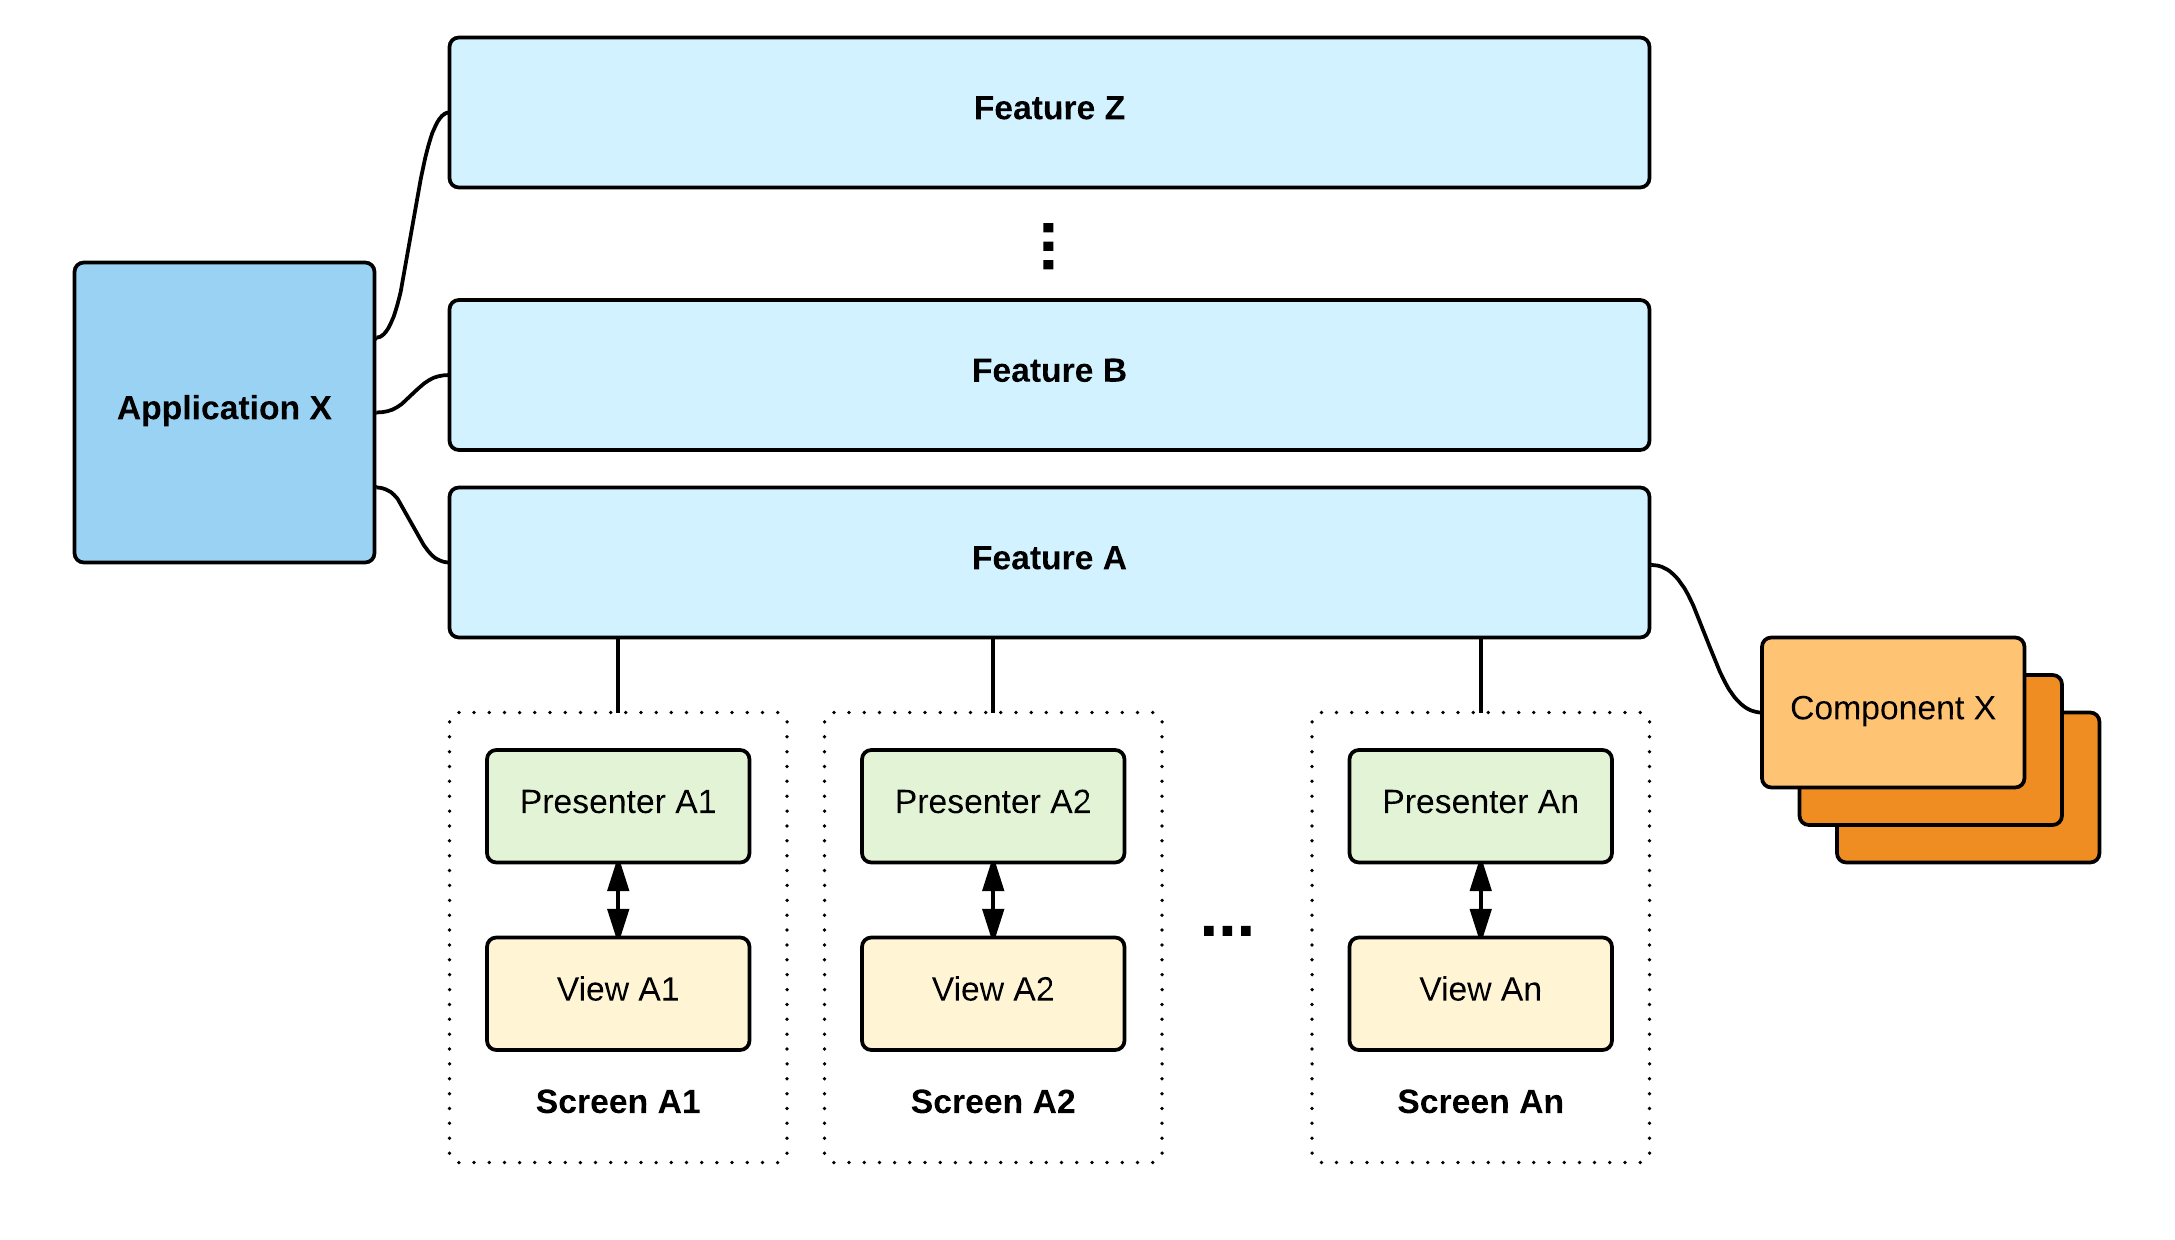 Feature Z
Feature B
Application X
Feature A
Component X
Presenter A1
Presenter A2
Presenter An
...
View A1
View A2
View An
Screen A1
Screen A2
Screen An